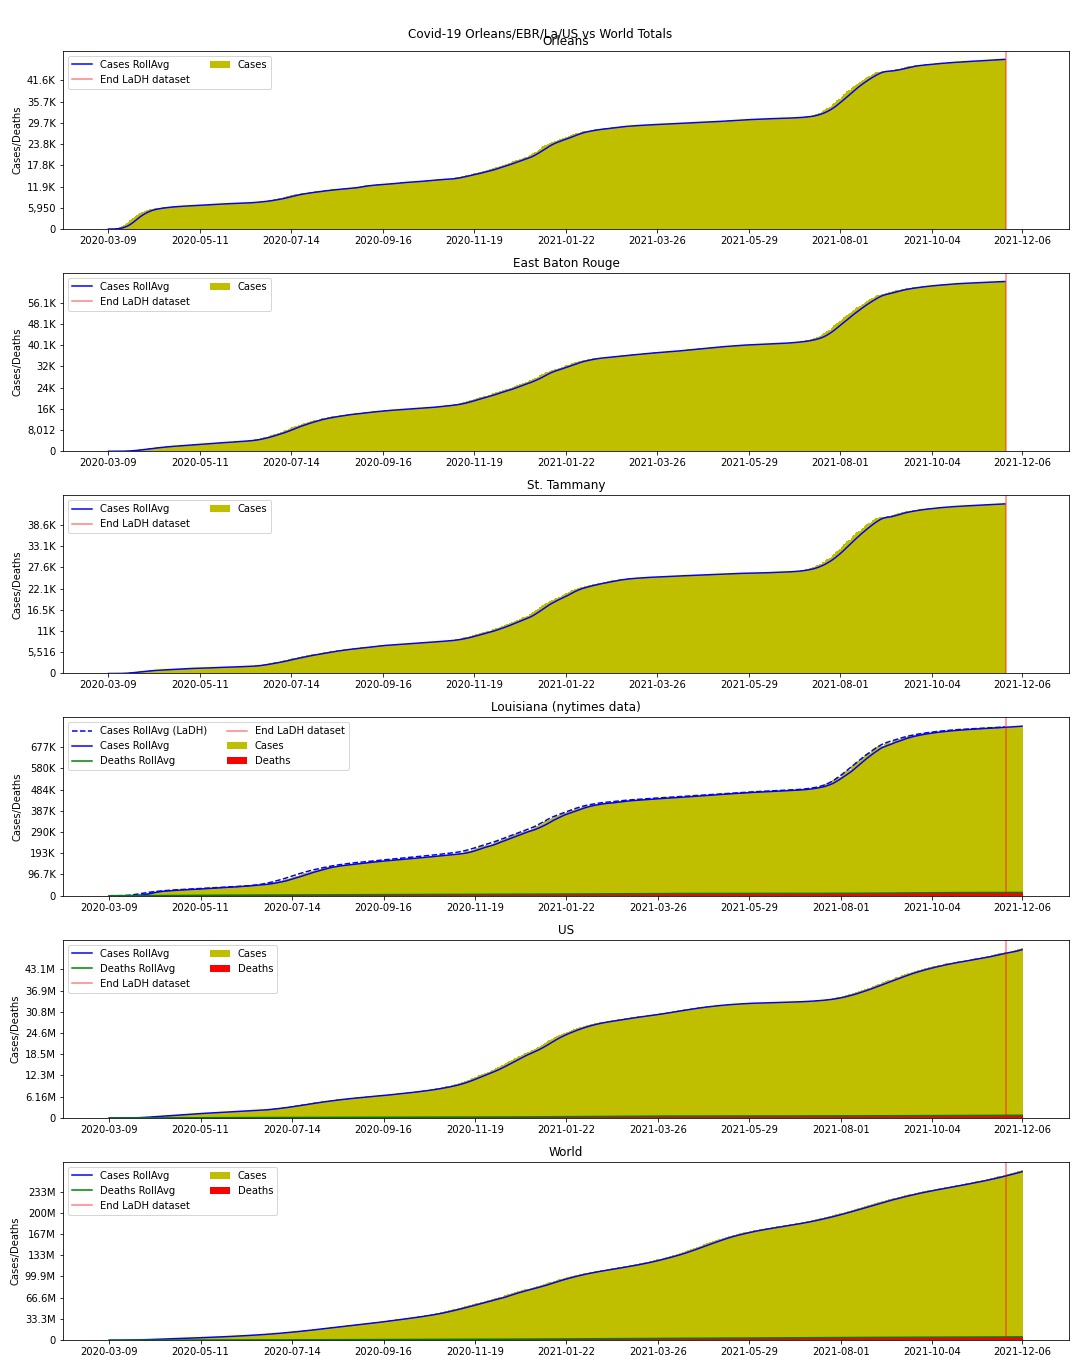 Covid-19 Orleans/EBR/La/US vs World Totals
Orleans
Cases RollAvg
End LaDH dataset
Cases
Cases/Deaths
41.6K
35.7K
29.7K
23.8K
17.8K
11.9K
5,950
0
2020-03-09 2020-05-11 2020-07-14 2020-09-16 2020-11-19 2021-01-22 2021-03-26 2021-05-29 2021-08-01 2021-10-04 2021-12-06
East Baton Rouge
Cases RollAvg
End LaDH dataset
Cases
Cases/Deaths
56.1K
48.1K
40.1K
32K
24K
16K
8,012
0
2020-03-09 2020-05-11 2020-07-14 2020-09-16 2020-11-19 2021-01-22 2021-03-26 2021-05-29 2021-08-01 2021-10-04 2021-12-06
St. Tammany
Cases RollAvg
End LaDH dataset
Cases
Cases/Deaths
38.6K
33.1K
27.6K
22.1K
16.5K
11K
5,516
0
2020-03-09 2020-05-11 2020-07-14 2020-09-16 2020-11-19 2021-01-22 2021-03-26 2021-05-29 2021-08-01 2021-10-04 2021-12-06
Louisiana (nytimes data)
Cases RollAvg (LaDH)
Cases RollAvg
Deaths RollAvg
End LaDH dataset
Cases
Deaths
Cases/Deaths
677K
580K
484K
387K
290K
193K
96.7K
0
2020-03-09 2020-05-11 2020-07-14 2020-09-16 2020-11-19 2021-01-22 2021-03-26 2021-05-29 2021-08-01 2021-10-04 2021-12-06
US
Cases RollAvg
Deaths RollAvg
End LaDH dataset
Cases
Deaths
Cases/Deaths
43.1M
36.9M
30.8M
24.6M
18.5M
12.3M
6.16M
0
2020-03-09 2020-05-11 2020-07-14 2020-09-16 2020-11-19 2021-01-22 2021-03-26 2021-05-29 2021-08-01 2021-10-04 2021-12-06
World
Cases RollAvg
Deaths RollAvg
End LaDH dataset
Cases
Deaths
Cases/Deaths
233M
200M
167M
133M
99.9M
66.6M
33.3M
0
2020-03-09 2020-05-11 2020-07-14 2020-09-16 2020-11-19 2021-01-22 2021-03-26 2021-05-29 2021-08-01 2021-10-04 2021-12-06